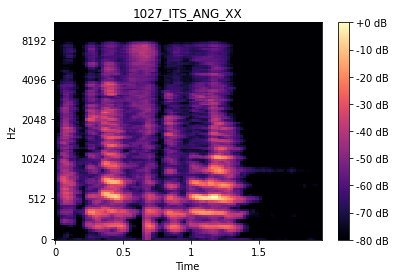 1027_ITS_ANG_XX
+0 dB
8192
-10 dB
4096
-20 dB
-30 dB
2048
-40 dB
Hz
1024
-50 dB
512
-60 dB
-70 dB
0
-80 dB
0 0.5 1 1.5
Time